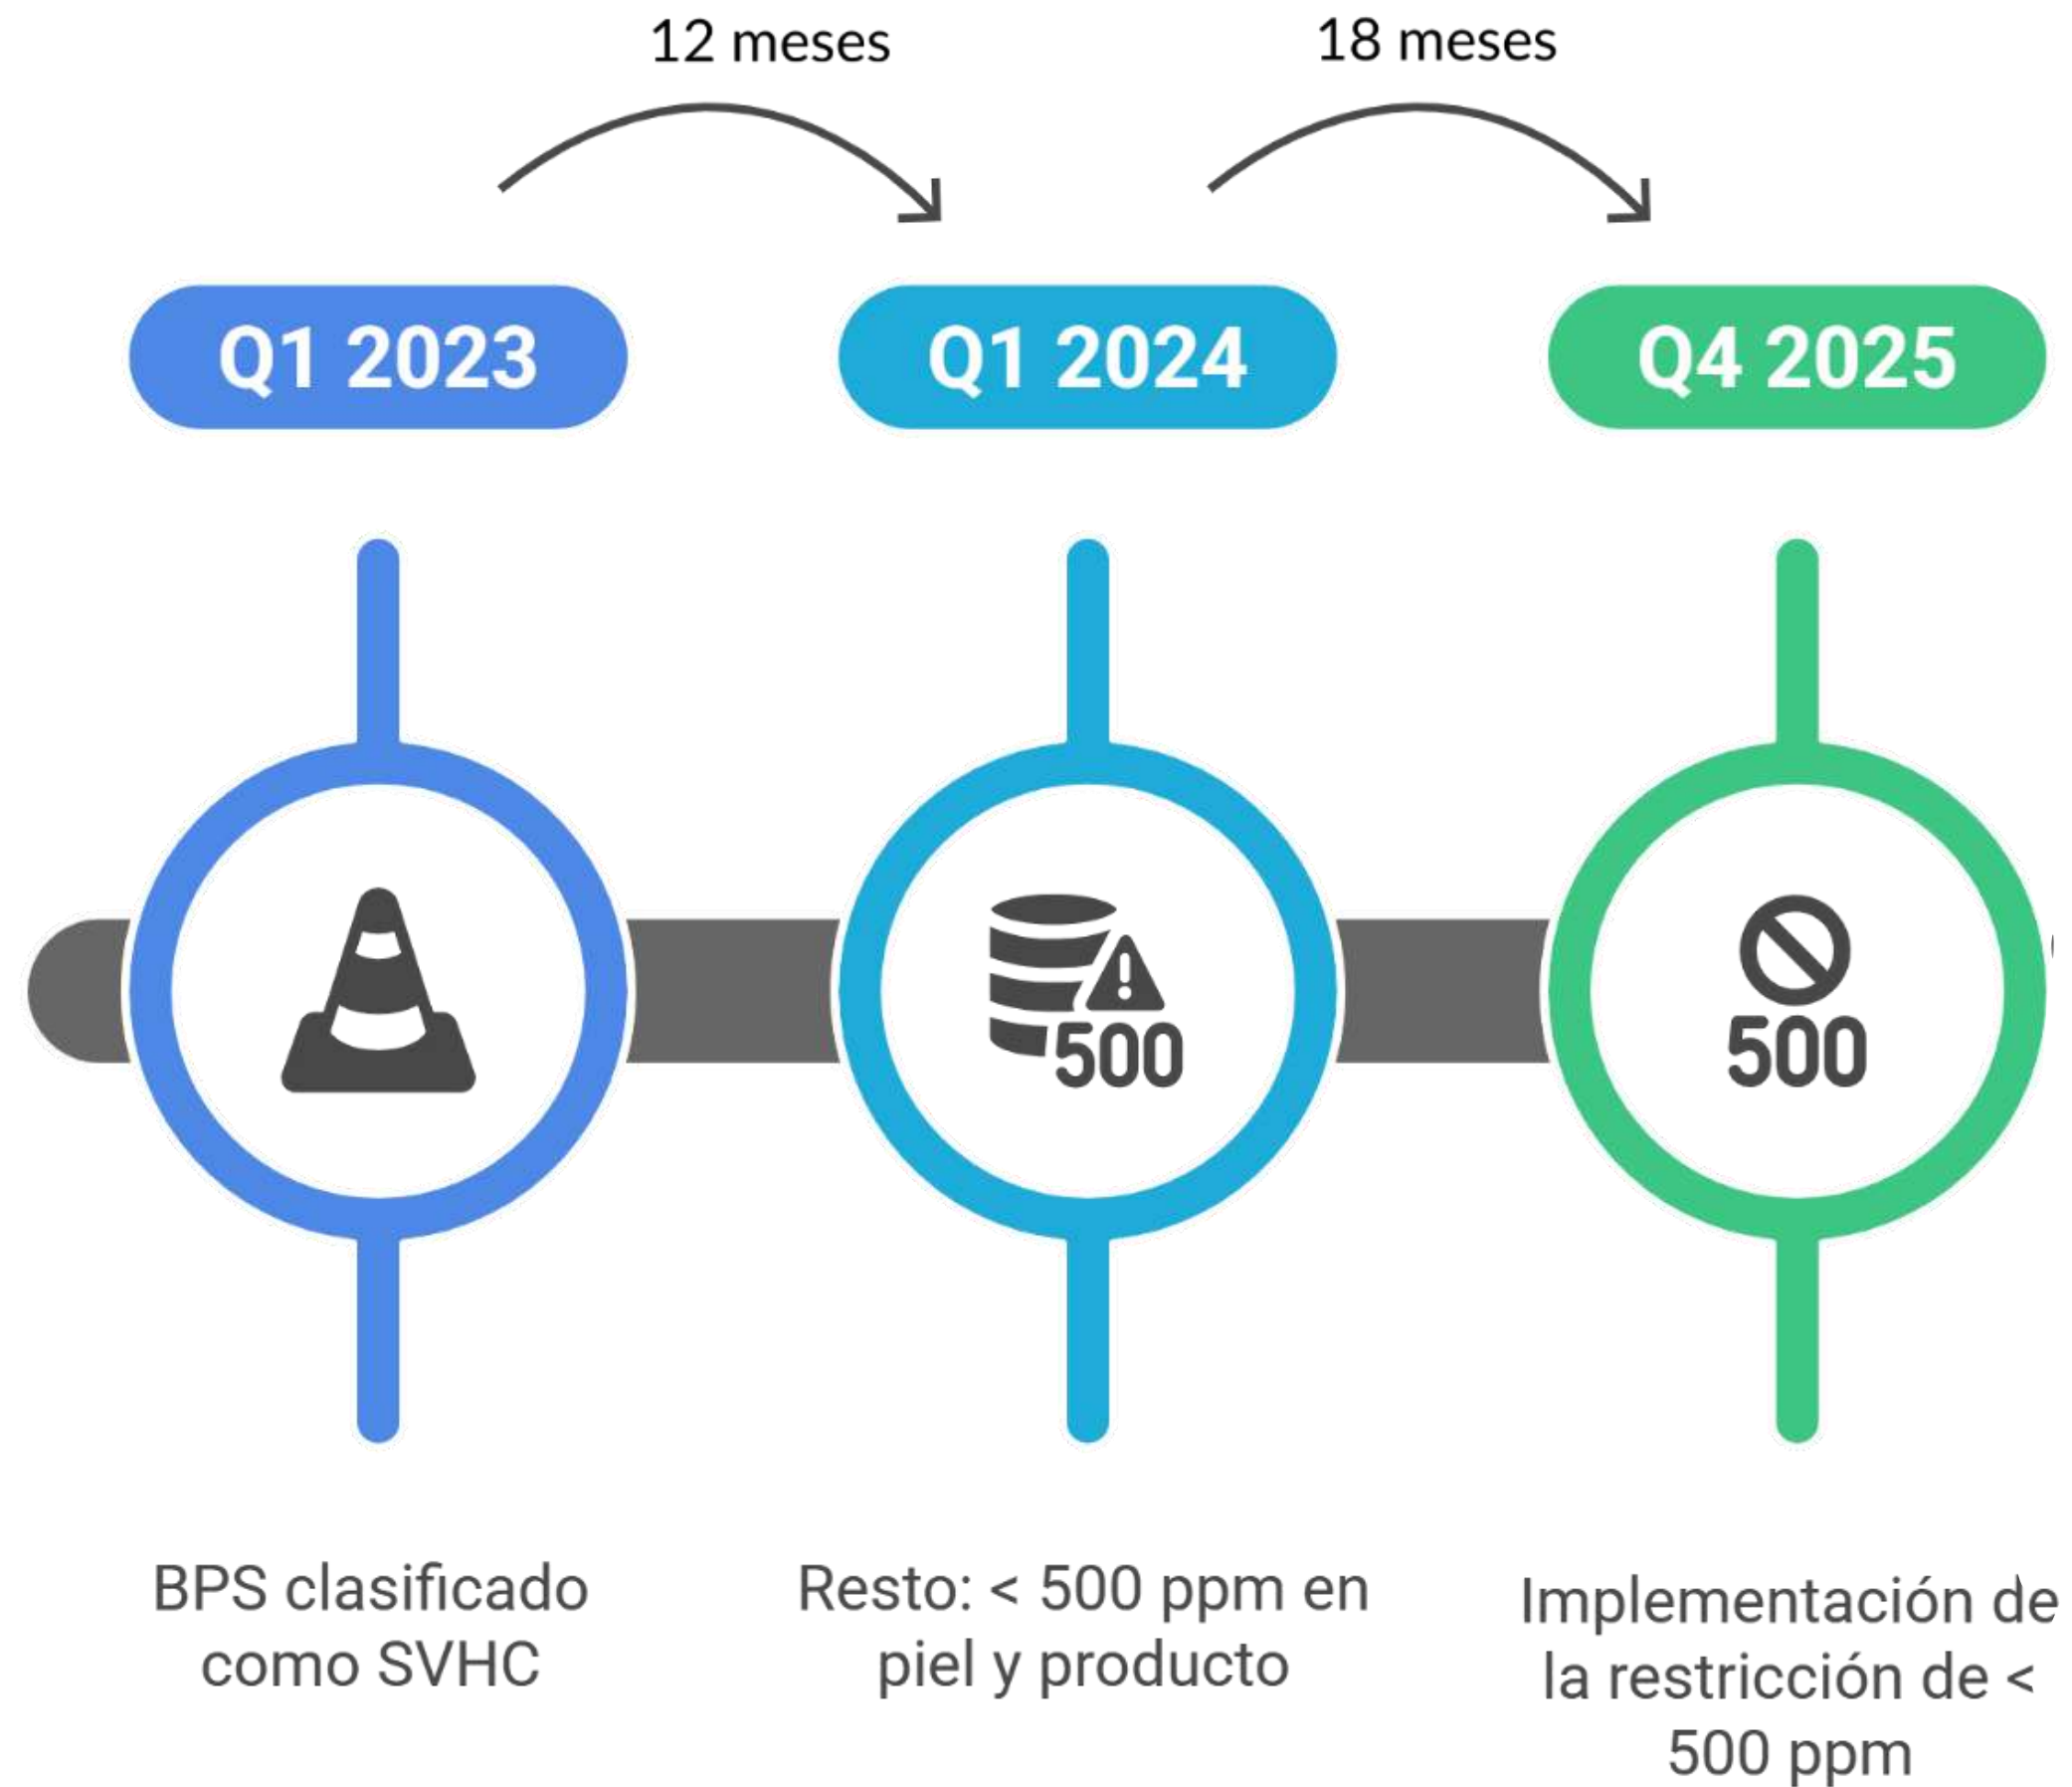 12 meses
18 meses
Q1 2023
Q1 2024
Q4 2025
500
500
BPS clasificado
como SVHC
Resto: < 500 ppm en
piel y producto
Implementación de
la restricción de <
500 ppm